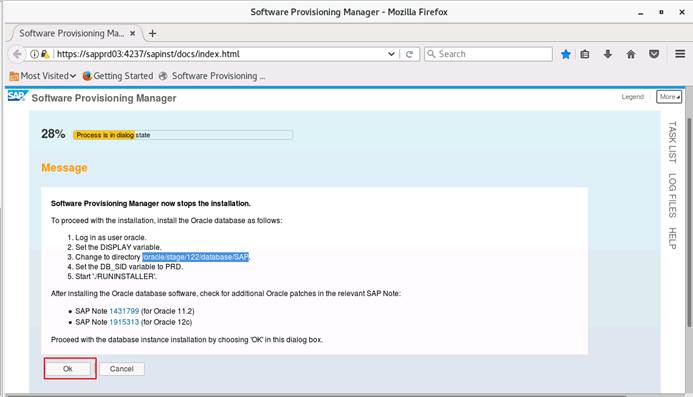 Software Provisioning Manager - Mozilla Firefox
Software Provisioning Ma...
https://sapprd03:4237/sapinst/docs/index.html
Search
Most Visited
Getting Started
Software Provisioning ...
SAP
Software Provisioning Manager
Legend
More
28%
Process is in dialog state
Message
Software Provisioning Manager now stops the installation.
To proceed with the installation, install the Oracle database as follows:
1. Log in as user oracle.
2. Set the DISPLAY variable.
3. Change to directory /oracle/stage/122/database/SAP.
4. Set the DB_SID variable to PRD.
5. Start './RUNINSTALLER'.
After installing the Oracle database software, check for additional Oracle patches in the relevant SAP Note:
SAP Note 1431799 (for Oracle 11.2)
SAP Note 1915313 (for Oracle 12c)
Proceed with the database instance installation by choosing 'OK' in this dialog box.
Ok
Cancel
TASK LIST
LOG FILES
HELP